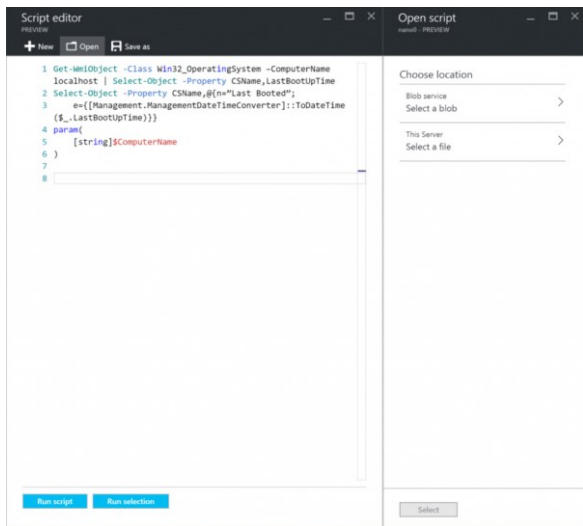 Script editor
PREVIEW
New Open Save as
1 Get-WmiObject -Class Win32_OperatingSystem -ComputerName
localhost | Select-Object -Property CSName,LastBootUpTime
2 Select-Object -Property CSName,@{n="Last Booted";
3 e={[Management.ManagementDateTimeConverter]::ToDateTime
($_.LastBootUpTime)}}
4 param(
5 [string]$ComputerName
6 )
7
8
Run script Run selection
Open script
nano0 - PREVIEW
Choose location
Blob service
Select a blob
This Server
Select a file
Select